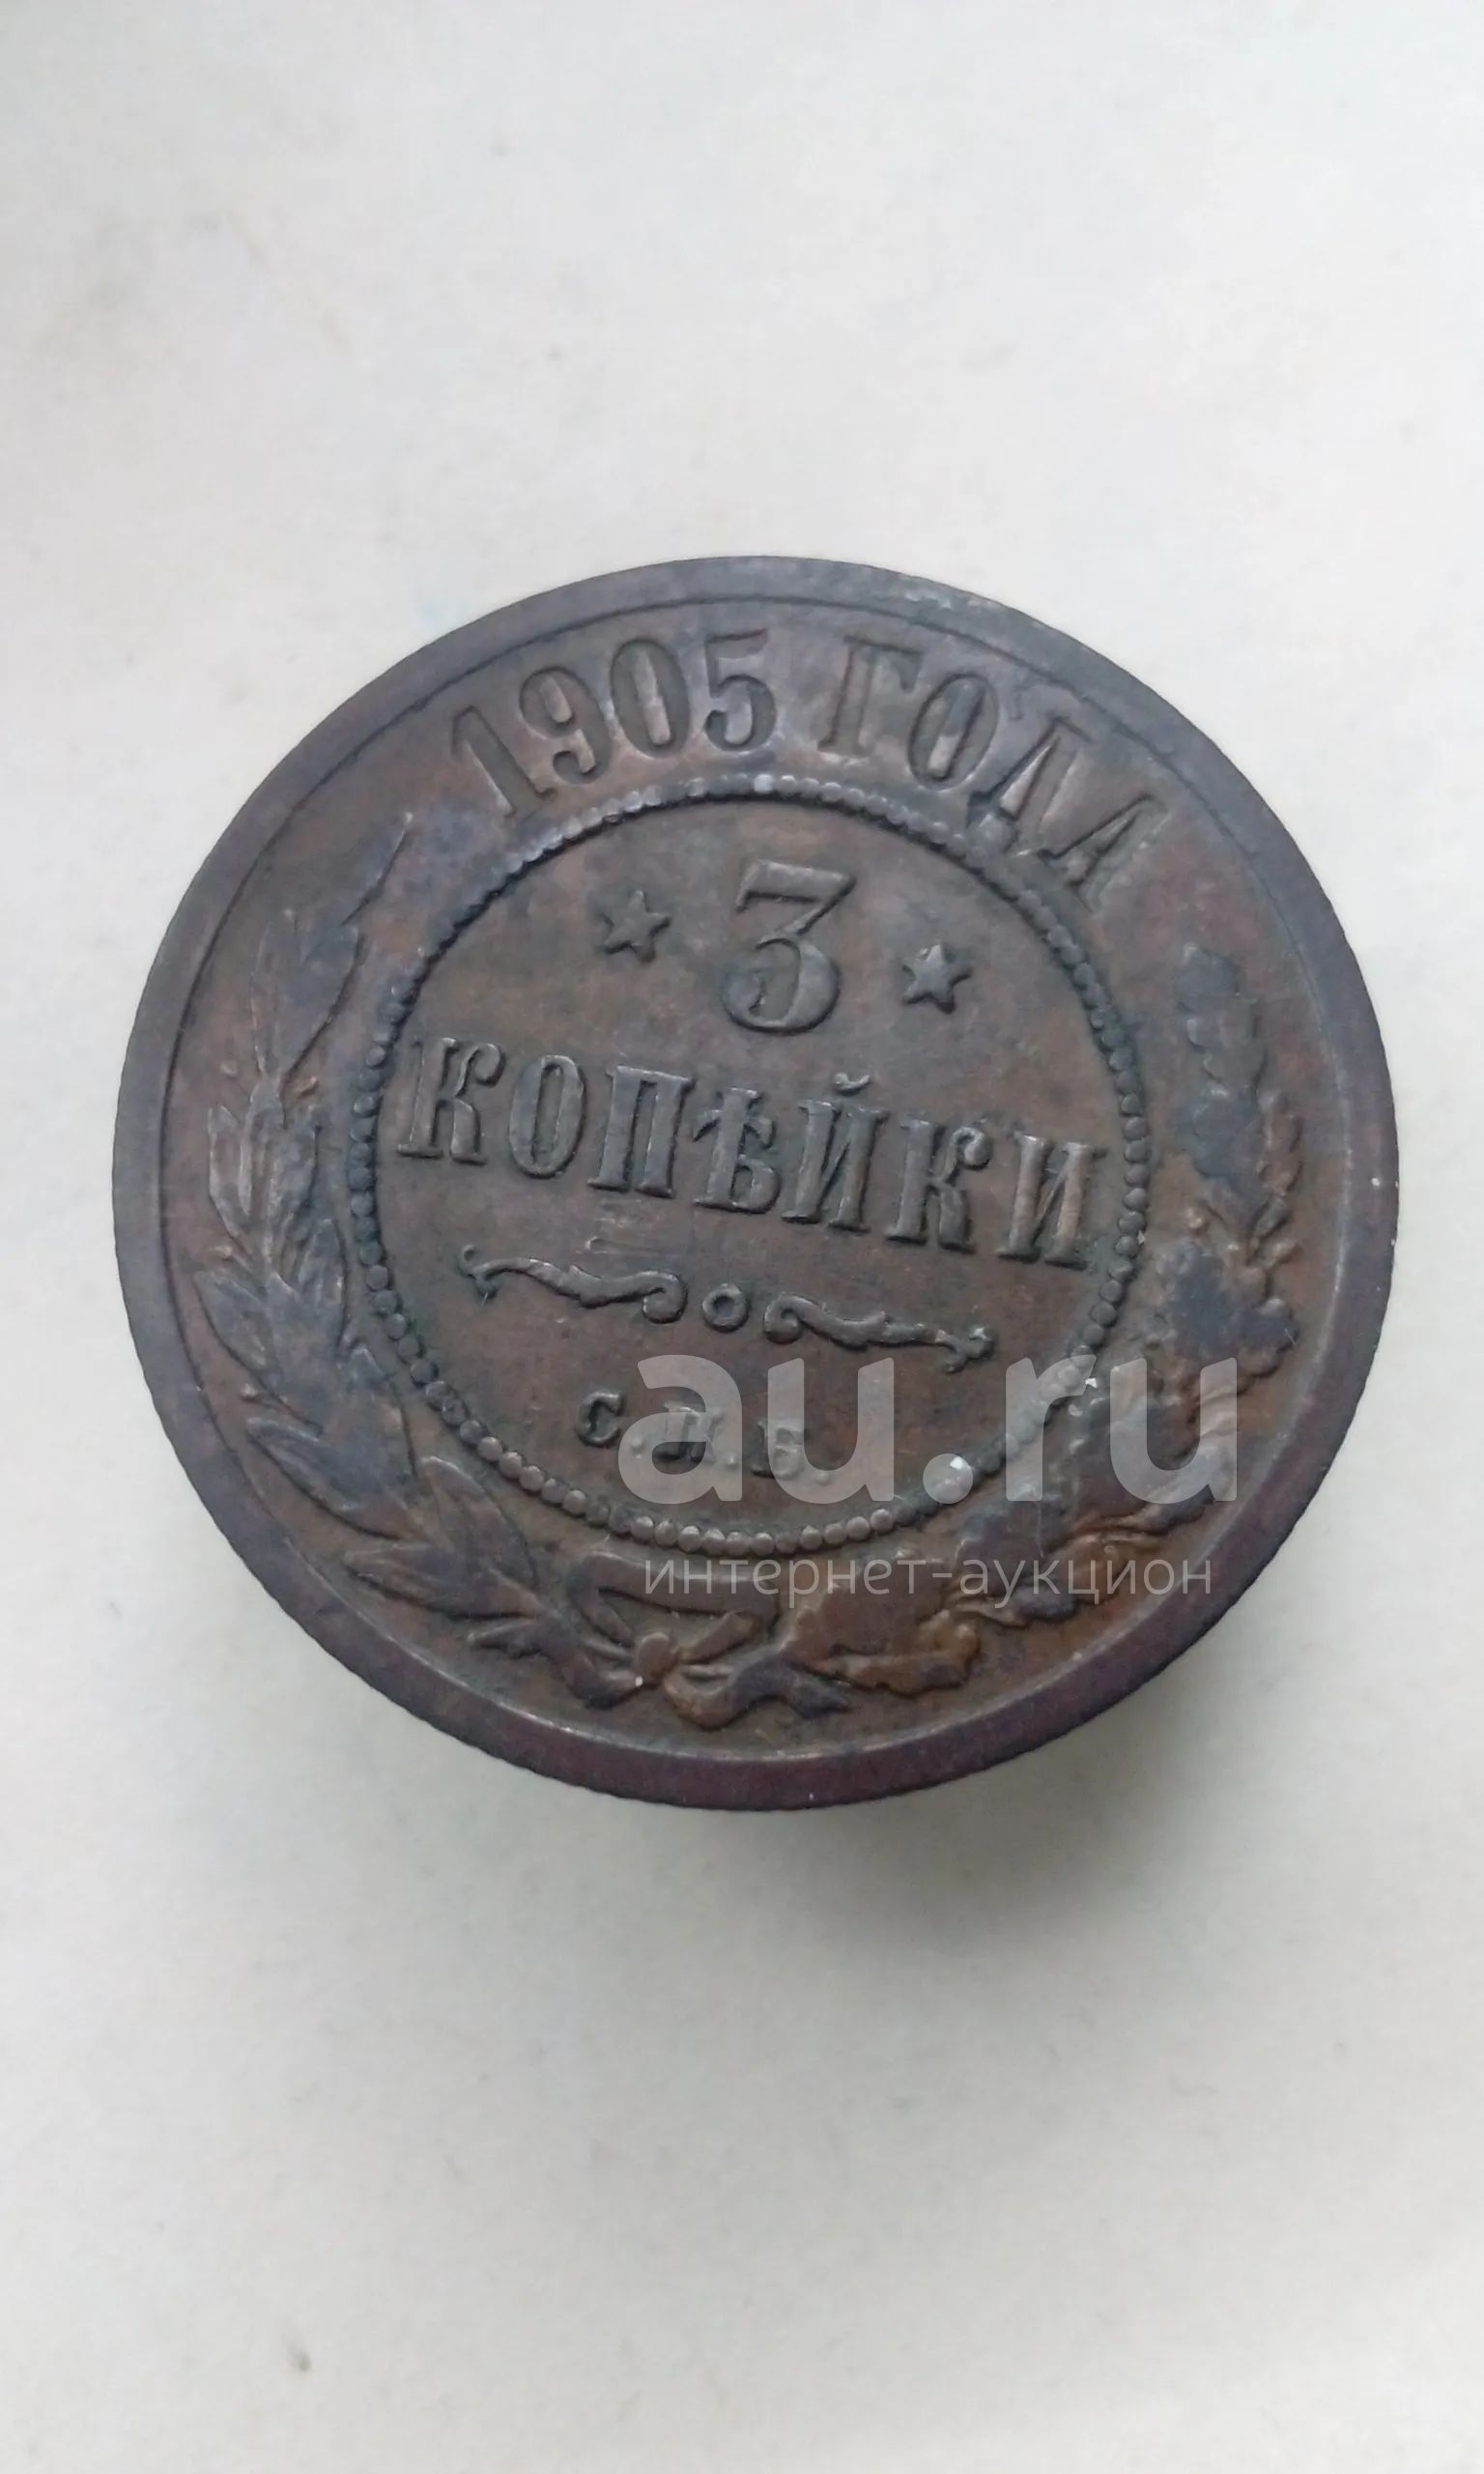 1905 ГОДА
3
КОПѢЙКИ
С.П.Б.
au.ru
интернет-аукцион